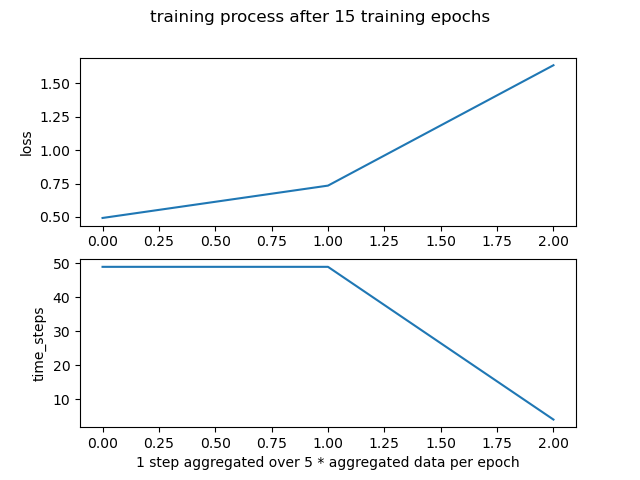 training process after 15 training epochs
1.50
1.25
1.00
0.75
0.50
loss
0.00 0.25 0.50 0.75 1.00 1.25 1.50 1.75 2.00
50
40
30
20
10
time_steps
0.00 0.25 0.50 0.75 1.00 1.25 1.50 1.75 2.00
1 step aggregated over 5 * aggregated data per epoch